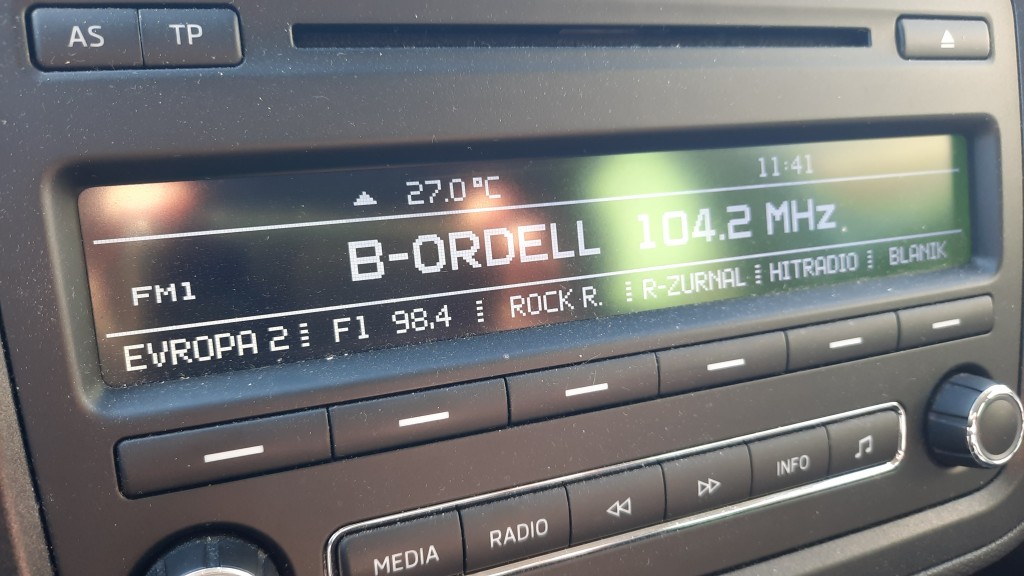 AS TP
27.0°C 11:41
FM1 B-ORDELL 104.2 MHz.
EVROPA 2 F1 98.4 ROCK R. R-ZURNAL HITRADIO BLANIK
MEDIA RADIO INFO